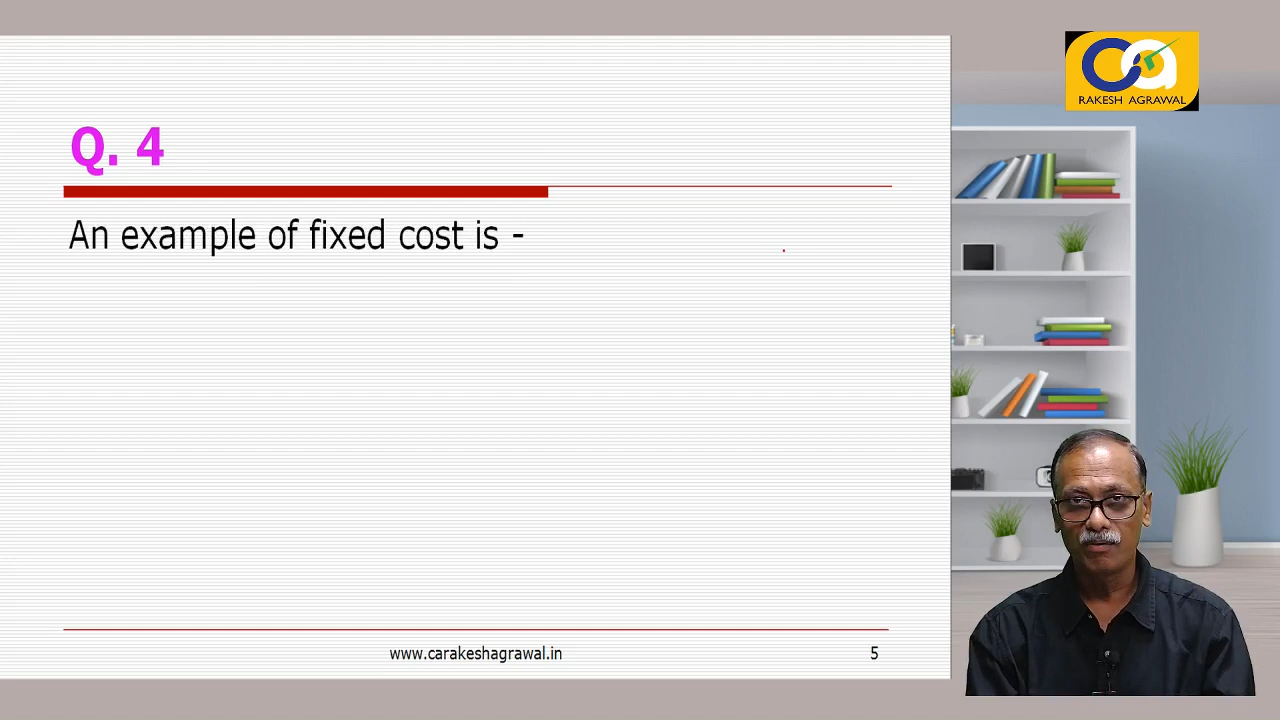 RAKESH AGRAWAL
Q. 4
An example of fixed cost is -
www.carakeshagrawal.in
5